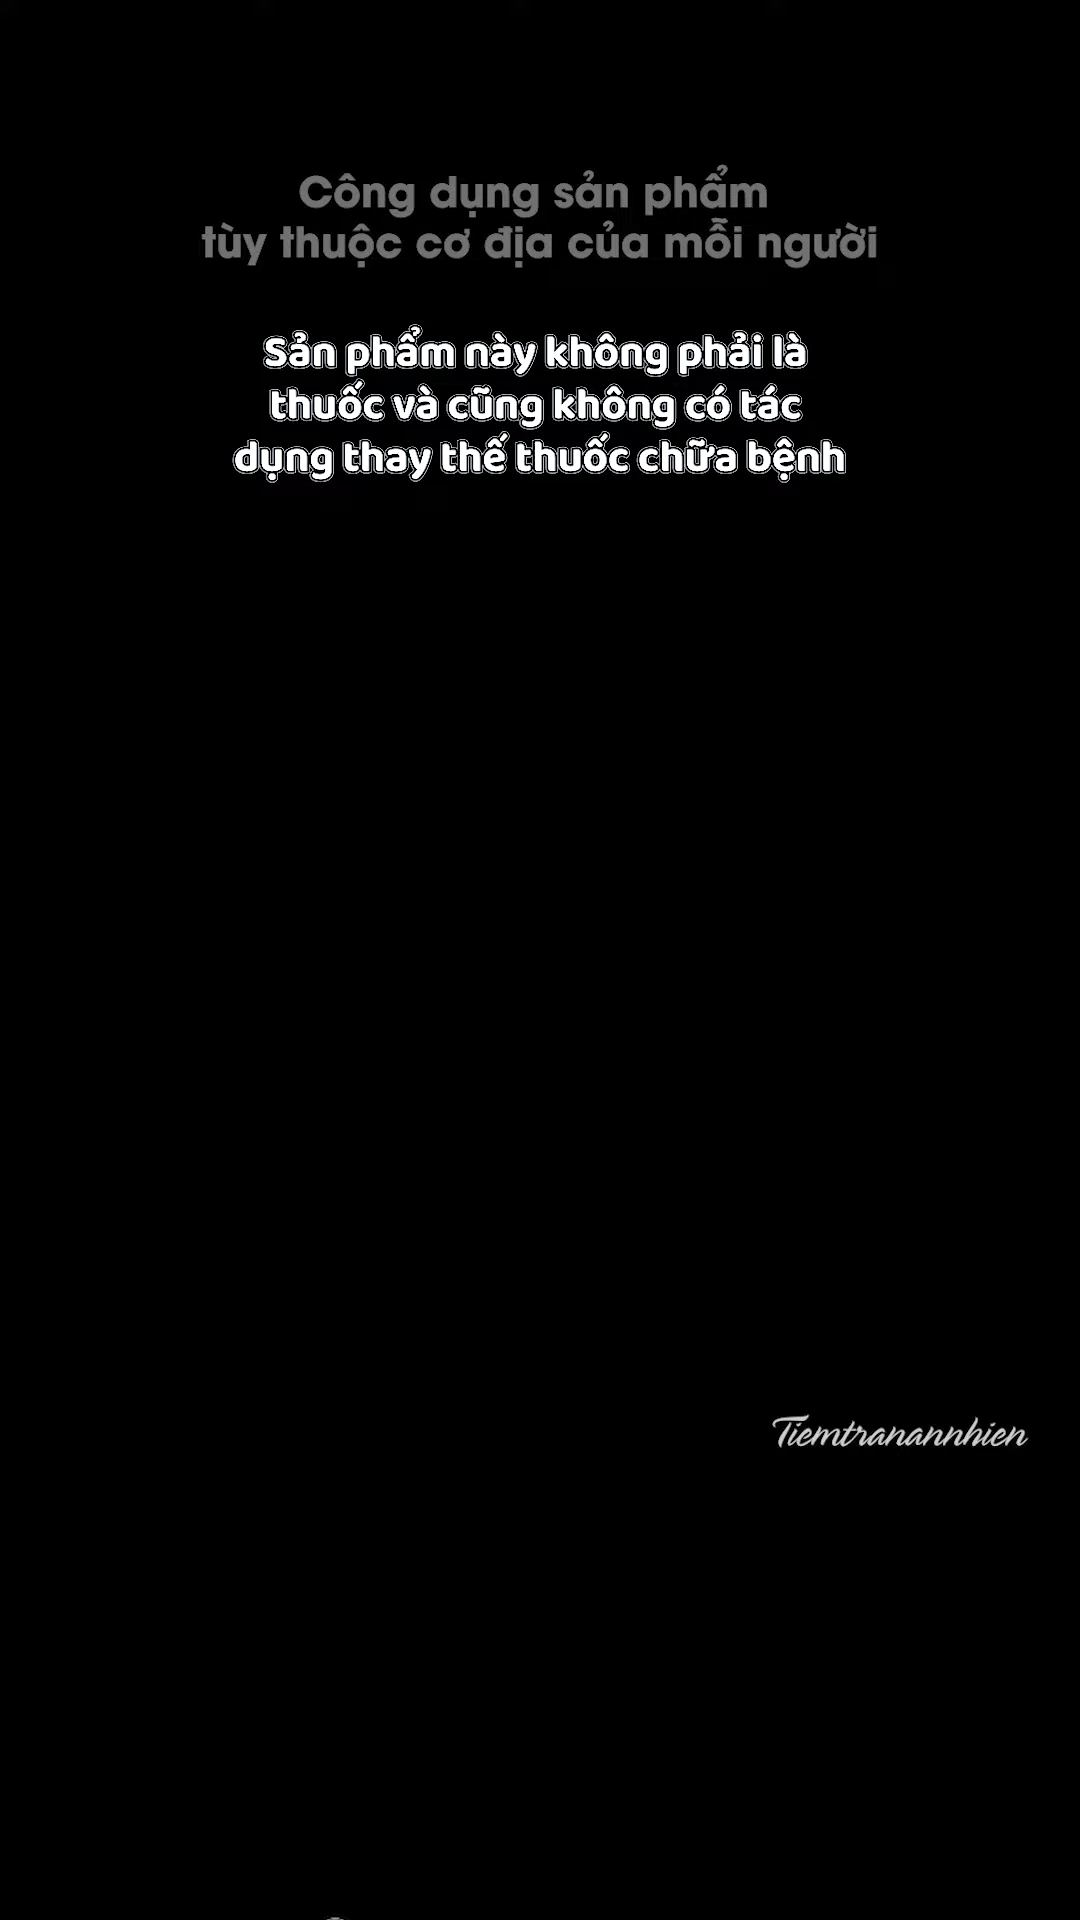 Công dụng sản phẩm
tùy thuộc cơ địa của mỗi người
Sản phẩm này không phải là
thuốc và cũng không có tác
dụng thay thế thuốc chữa bệnh
Tiemtranannhien